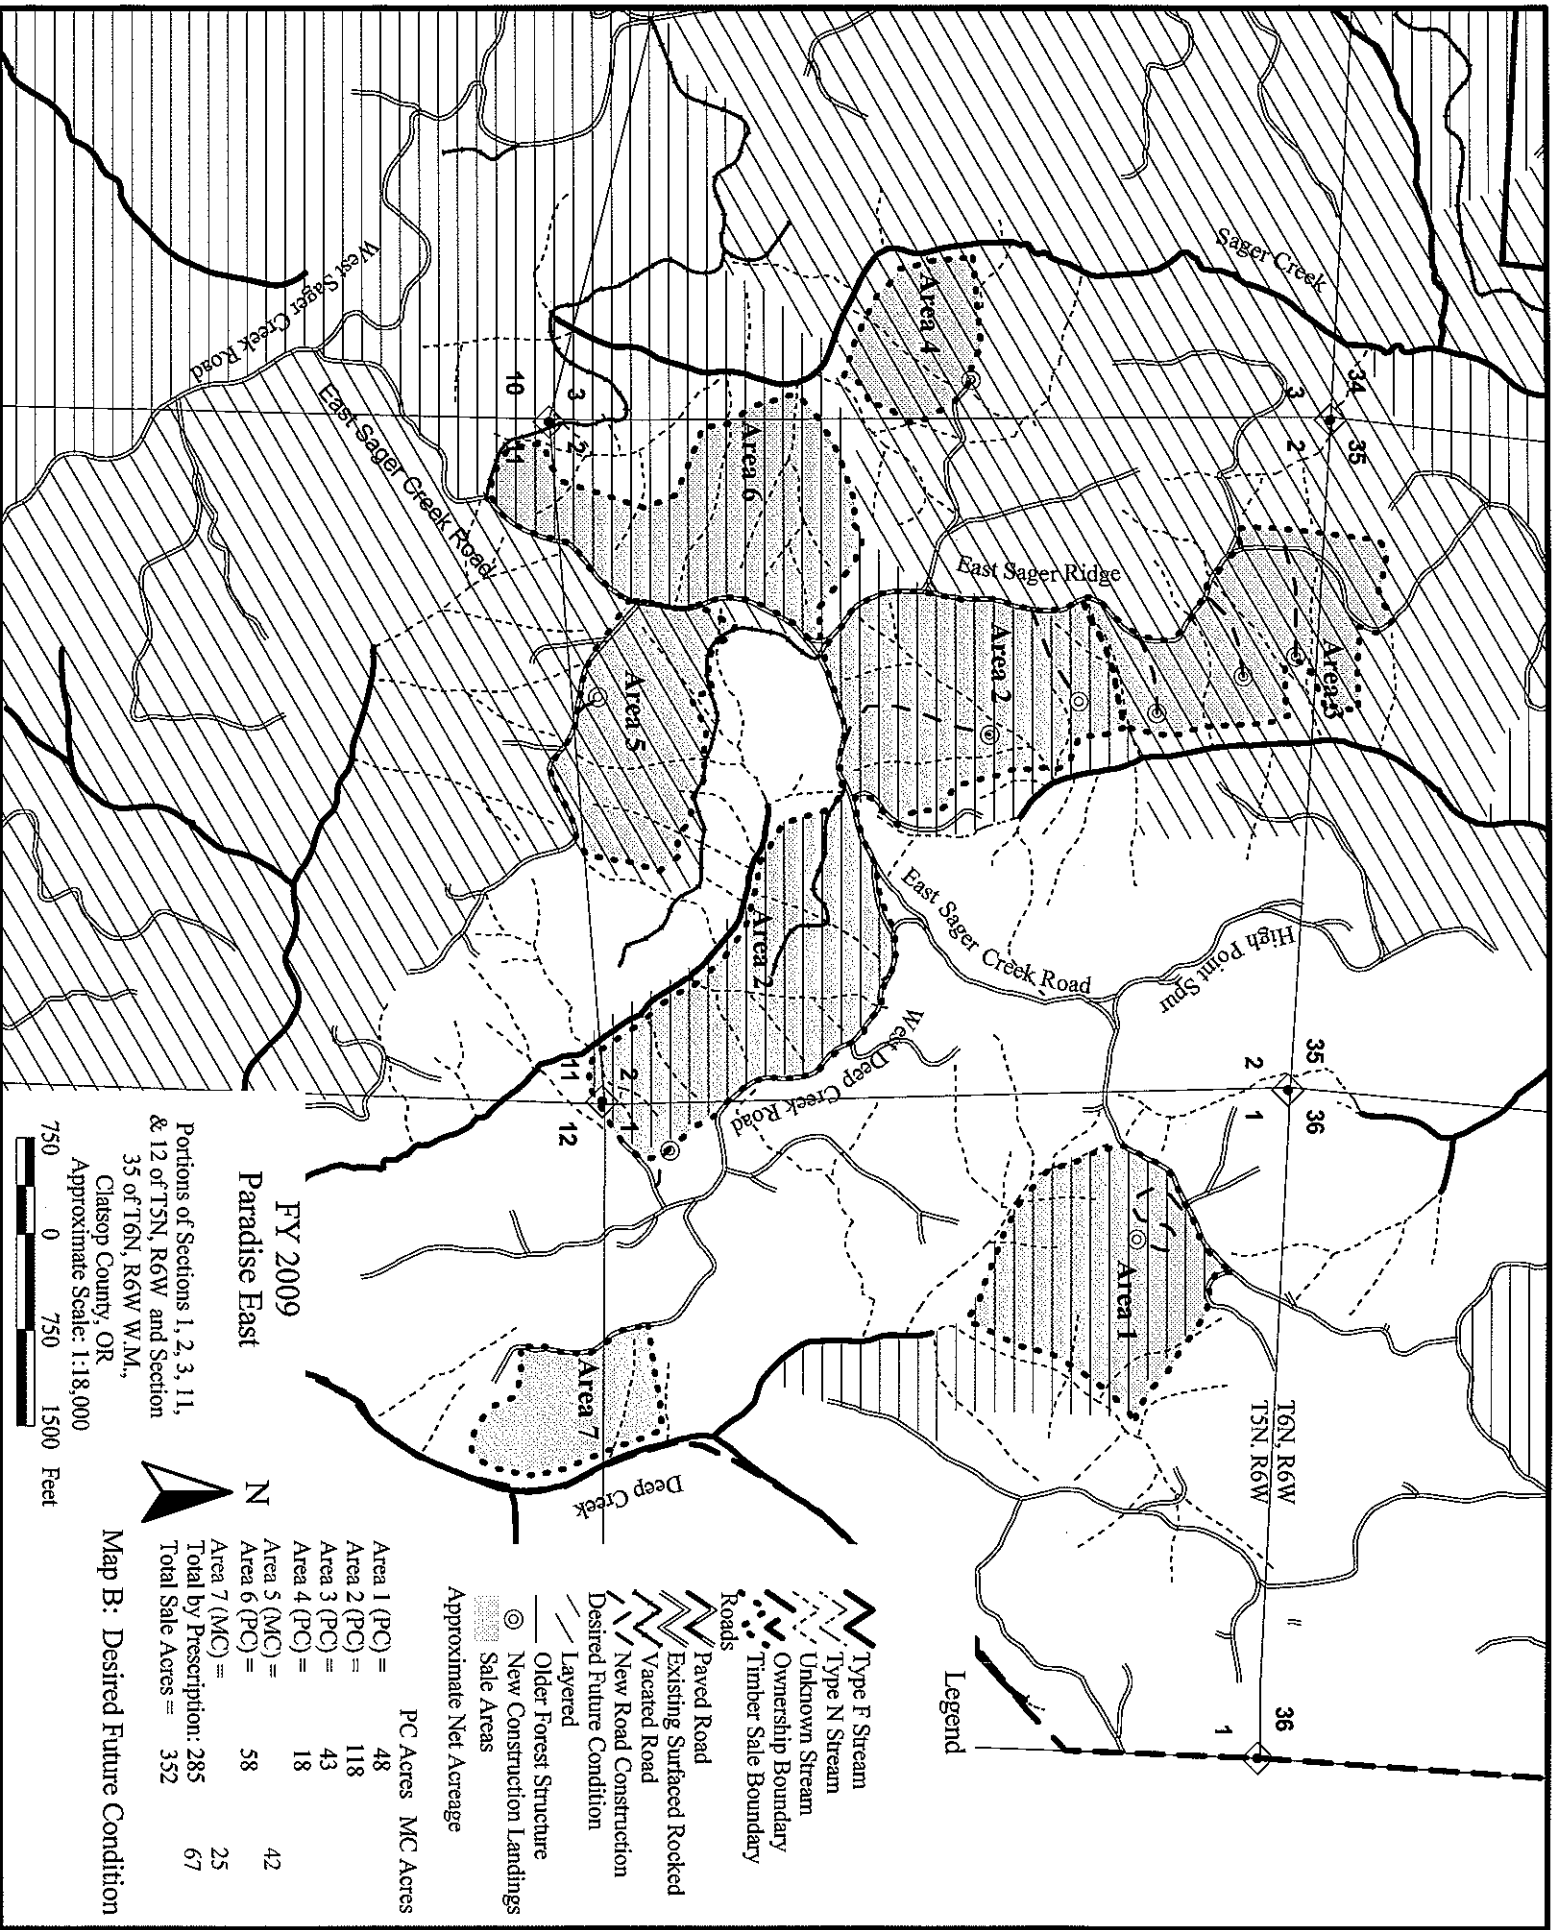 T6N, R6W
T5N. R6W
34
35
3
2
35
36
2
1
36
1
3
2
10
11
2
1
11
12
Sager Creek
High Point Spur
East Sager Ridge
East Sager Creek Road
West Deep Creek Road
East Sager Creek Road
West Sager Creek Road
Deep Creek
Area 1
Area 2
Area 2
Area 3
Area 4
Area 5
Area 6
Area 7
Legend
Type F Stream
Type N Stream
Unknown Stream
Ownership Boundary
Timber Sale Boundary
Roads
Paved Road
Existing Surfaced Rocked
Vacated Road
New Road Construction
Desired Future Condition
Layered
Older Forest Structure
New Construction Landings
Sale Areas
Approximate Net Acreage
PC Acres MC Acres
Area 1 (PC) = 48
Area 2 (PC) = 118
Area 3 (PC) = 43
Area 4 (PC) = 18
Area 5 (MC) = 42
Area 6 (PC) = 58
Area 7 (MC) = 25
Total by Prescription: 285 67
Total Sale Acres = 352
Map B: Desired Future Condition
N
FY 2009
Paradise East
Portions of Sections 1, 2, 3, 11,
& 12 of T5N, R6W and Section
35 of T6N, R6W W.M.,
Clatsop County, OR
Approximate Scale: 1:18,000
750 0 750 1500 Feet